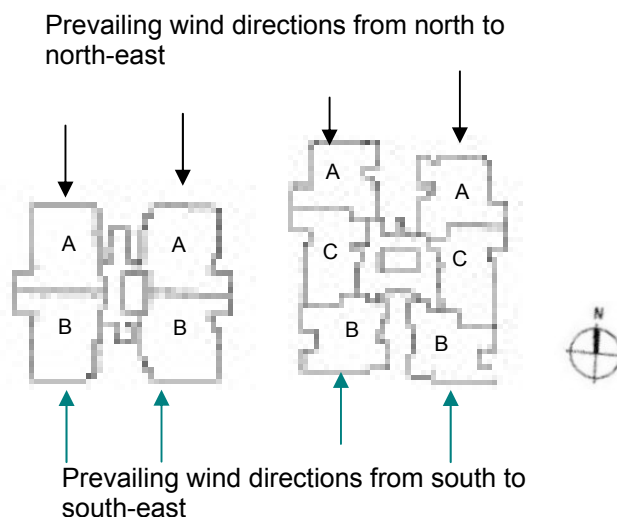 Prevailing wind directions from north to
north-east
A
A
A
A
C
C
B
B
B
B
N
Prevailing wind directions from south to
south-east